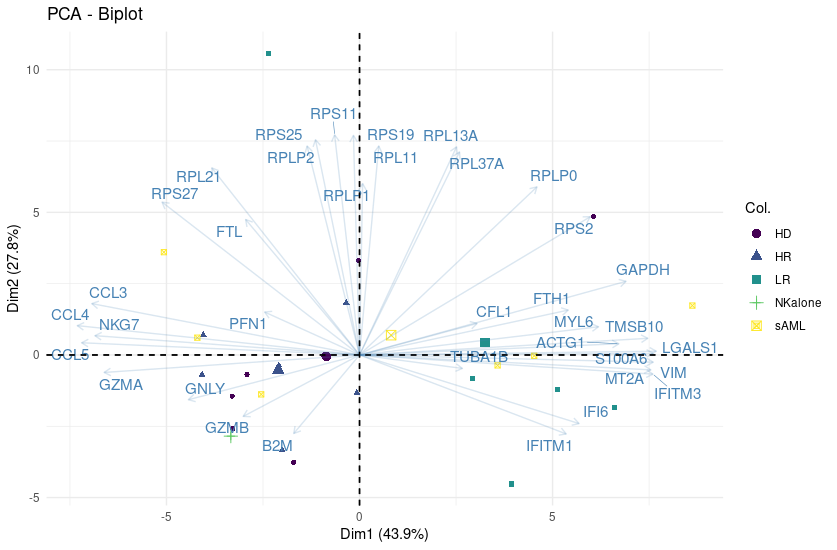 PCA - Biplot
10
RPS11
RPS25
RPS19
RPL13A
RPLP2
RPL11
RPL37A
RPL21
RPLP0
RPS27
RPLP1
5
FTL
RPS2
Dim2 (27.8%)
GAPDH
CCL3
FTH1
CCL4
CFL1
NKG7
PFN1
MYL6
TMSB10
ACTG1
LGALS1
0
CCL5
TUBA1B
S100A6
VIM
GZMA
GNLY
MT2A
IFITM3
GZMB
IFI6
B2M
IFITM1
-5
-5
0
5
Dim1 (43.9%)
Col.
HD
HR
LR
NKalone
sAML